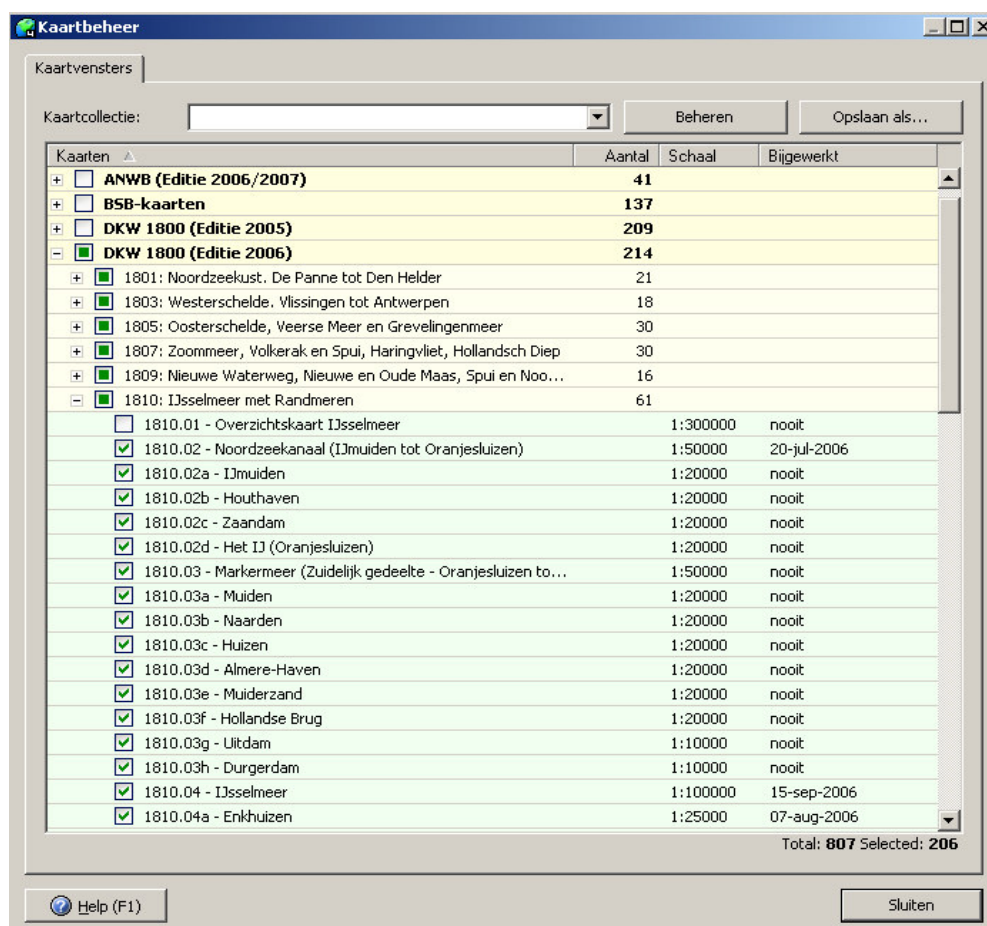 Kaartbeheer
Kaartvensters
Kaartcollectie: Beheren Opslaan als...
Kaarten Aantal Schaal Bijgewerkt
ANWB (Editie 2006/2007) 41
BSB-kaarten 137
DKW 1800 (Editie 2005) 209
DKW 1800 (Editie 2006) 214
1801: Noordzeekust. De Panne tot Den Helder 21
1803: Westerschelde. Vlissingen tot Antwerpen 18
1805: Oosterschelde, Veerse Meer en Grevelingenmeer 30
1807: Zoommeer, Volkerak en Spui, Haringvliet, Hollandsch Diep 30
1809: Nieuwe Waterweg, Nieuwe en Oude Maas, Spui en Noo... 16
1810: IJsselmeer met Randmeren 61
1810.01 - Overzichtskaart IJsselmeer 1:300000 nooit
1810.02 - Noordzeekanaal (IJmuiden tot Oranjesluizen) 1:50000 20-jul-2006
1810.02a - IJmuiden 1:20000 nooit
1810.02b - Houthaven 1:20000 nooit
1810.02c - Zaandam 1:20000 nooit
1810.02d - Het IJ (Oranjesluizen) 1:20000 nooit
1810.03 - Markermeer (Zuidelijk gedeelte - Oranjesluizen to... 1:50000 nooit
1810.03a - Muiden 1:20000 nooit
1810.03b - Naarden 1:20000 nooit
1810.03c - Huizen 1:20000 nooit
1810.03d - Almere-Haven 1:20000 nooit
1810.03e - Muiderzand 1:20000 nooit
1810.03f - Hollandse Brug 1:20000 nooit
1810.03g - Uitdam 1:10000 nooit
1810.03h - Durgerdam 1:10000 nooit
1810.04 - IJsselmeer 1:100000 15-sep-2006
1810.04a - Enkhuizen 1:25000 07-aug-2006
Total: 807 Selected: 206
Help (F1) Sluiten